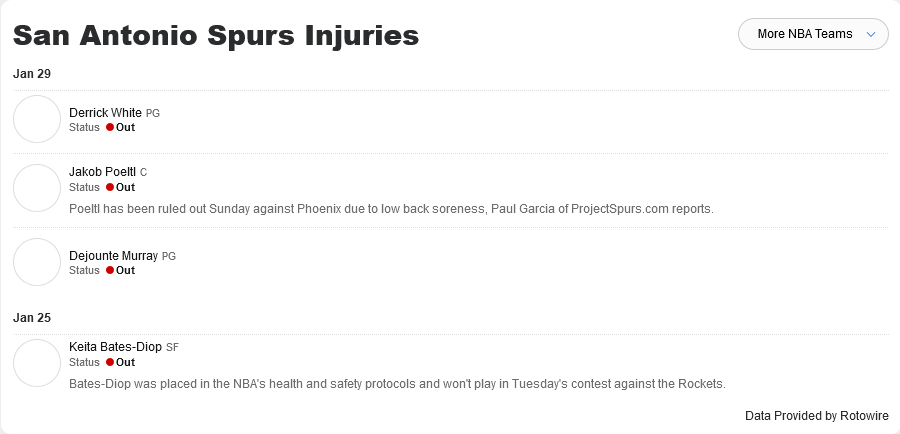 San Antonio Spurs Injuries
More NBA Teams
Jan 29
Derrick White PG
Status Out
Jakob Poeltl C
Status Out
Poeltl has been ruled out Sunday against Phoenix due to low back soreness, Paul Garcia of ProjectSpurs.com reports.
Dejounte Murray PG
Status Out
Jan 25
Keita Bates-Diop SF
Status Out
Bates-Diop was placed in the NBA's health and safety protocols and won't play in Tuesday's contest against the Rockets.
Data Provided by Rotowire